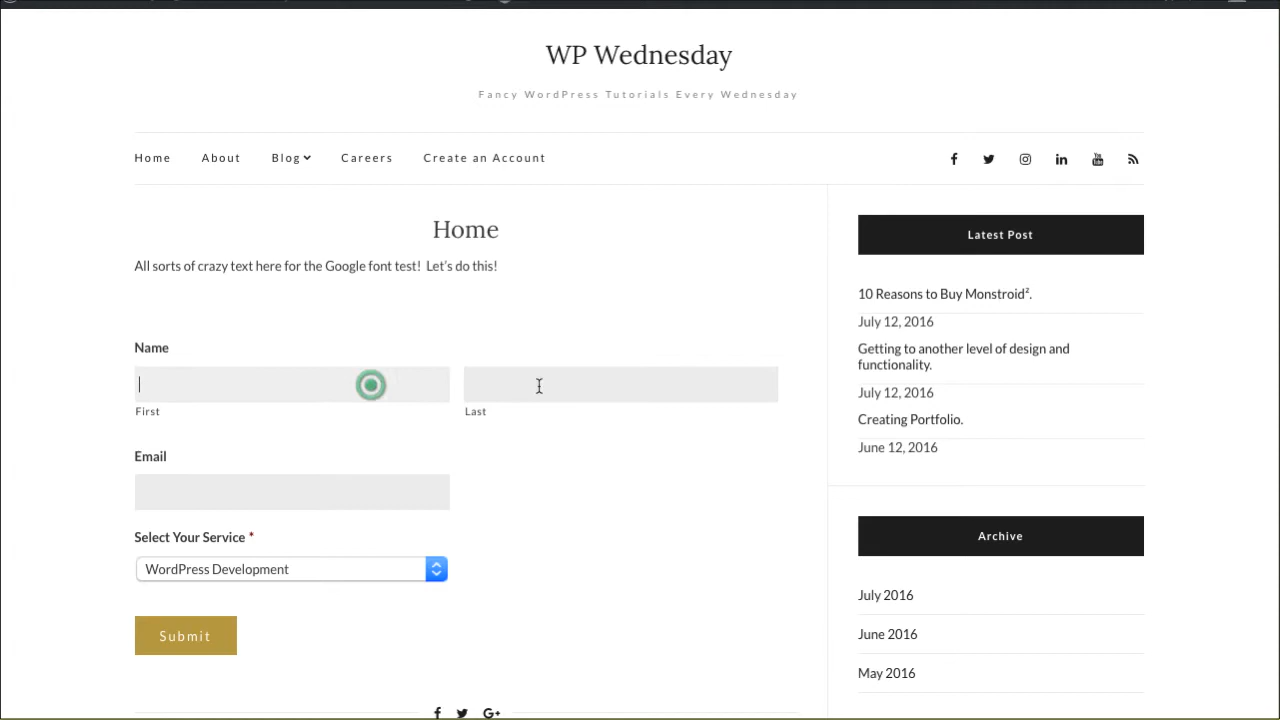 WP Wednesday
Fancy WordPress Tutorials Every Wednesday
Home About Blog Careers Create an Account
Home
All sorts of crazy text here for the Google font test! Let's do this!
Name
First Last
Email
Select Your Service *
WordPress Development
Submit
G+
Latest Post
10 Reasons to Buy Monstroid².
July 12, 2016
Getting to another level of design and
functionality.
July 12, 2016
Creating Portfolio.
June 12, 2016
Archive
July 2016
June 2016
May 2016